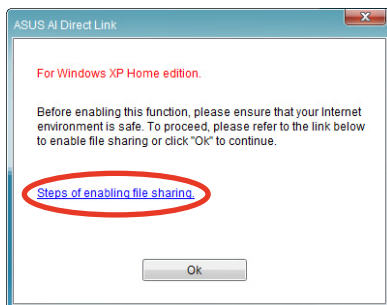 ASUS AI Direct Link
For Windows XP Home edition.
Before enabling this function, please ensure that your Internet
environment is safe. To proceed, please refer to the link below
to enable file sharing or click "Ok" to continue.
Steps of enabling file sharing.
Ok